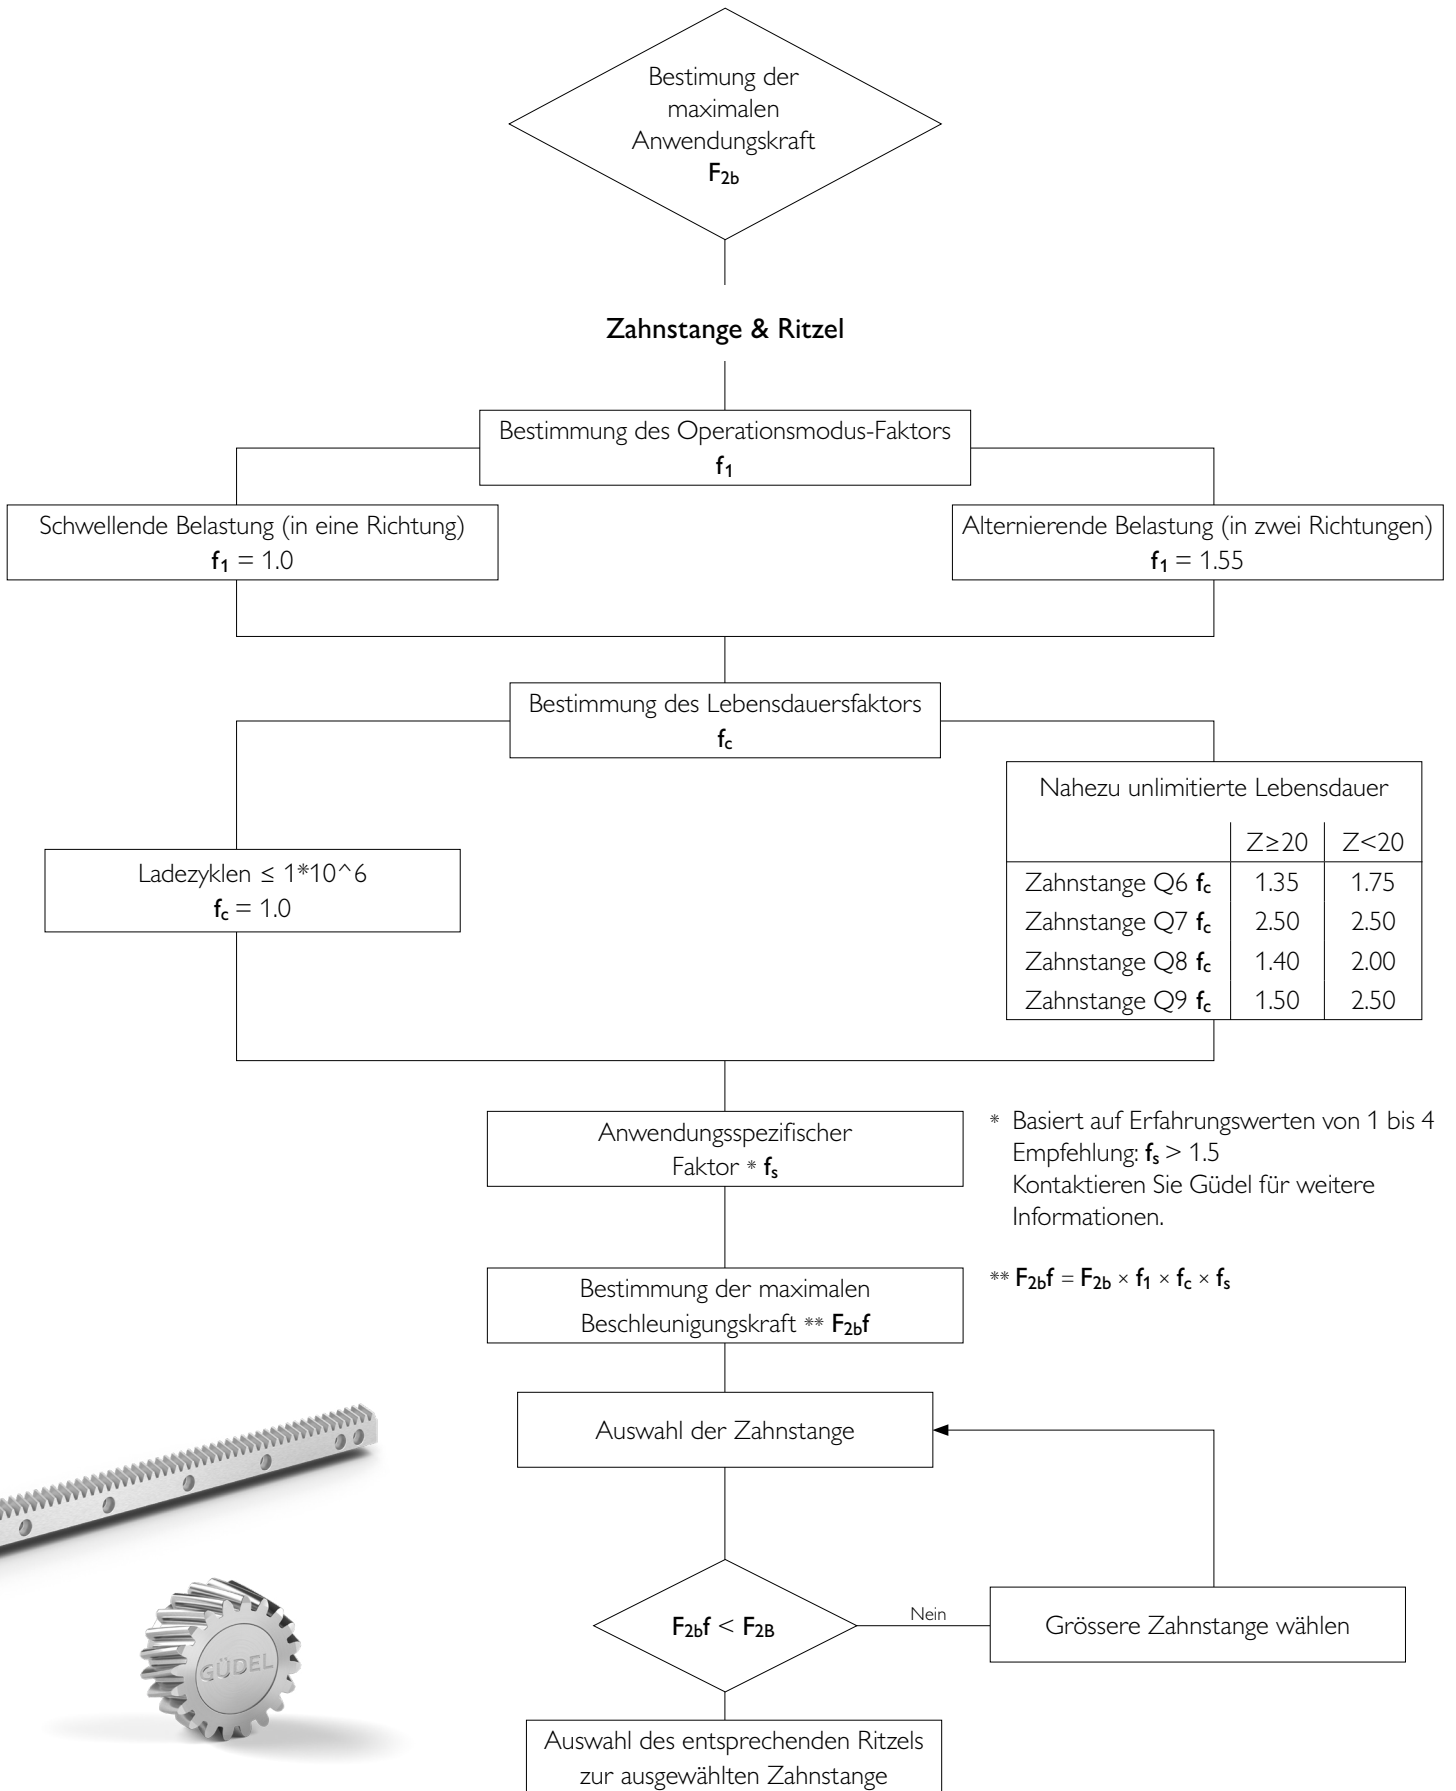 Bestimung der
maximalen
Anwendungskraft
F2b
Zahnstange & Ritzel
Bestimmung des Operationsmodus-Faktors
f1
Schwellende Belastung (in eine Richtung)
f1 = 1.0
Alternierende Belastung (in zwei Richtungen)
f1 = 1.55
Bestimmung des Lebensdauersfaktors
fc
Ladezyklen ≤ 1*10^6
fc = 1.0
Nahezu unlimitierte Lebensdauer
Z≥20 Z<20
Zahnstange Q6 fc 1.35 1.75
Zahnstange Q7 fc 2.50 2.50
Zahnstange Q8 fc 1.40 2.00
Zahnstange Q9 fc 1.50 2.50
Anwendungsspezifischer
Faktor * fs
* Basiert auf Erfahrungswerten von 1 bis 4
Empfehlung: fs > 1.5
Kontaktieren Sie Güdel für weitere
Informationen.
Bestimmung der maximalen
Beschleunigungskraft ** F2bf
** F2bf = F2b × f1 × fc × fs
Auswahl der Zahnstange
F2bf < F2B
Nein
Grössere Zahnstange wählen
GÜDEL
Auswahl des entsprechenden Ritzels
zur ausgewählten Zahnstange